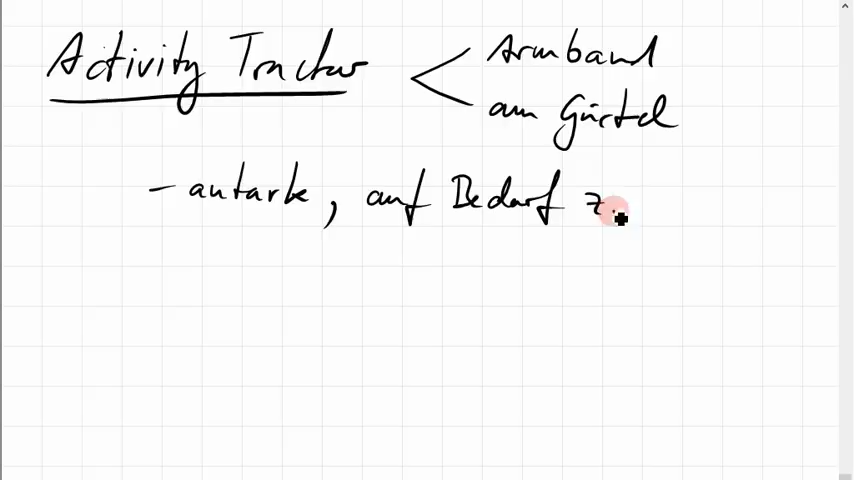 Activity Tracker
Armband
am Gürtel
- autark, auf Bedarf z